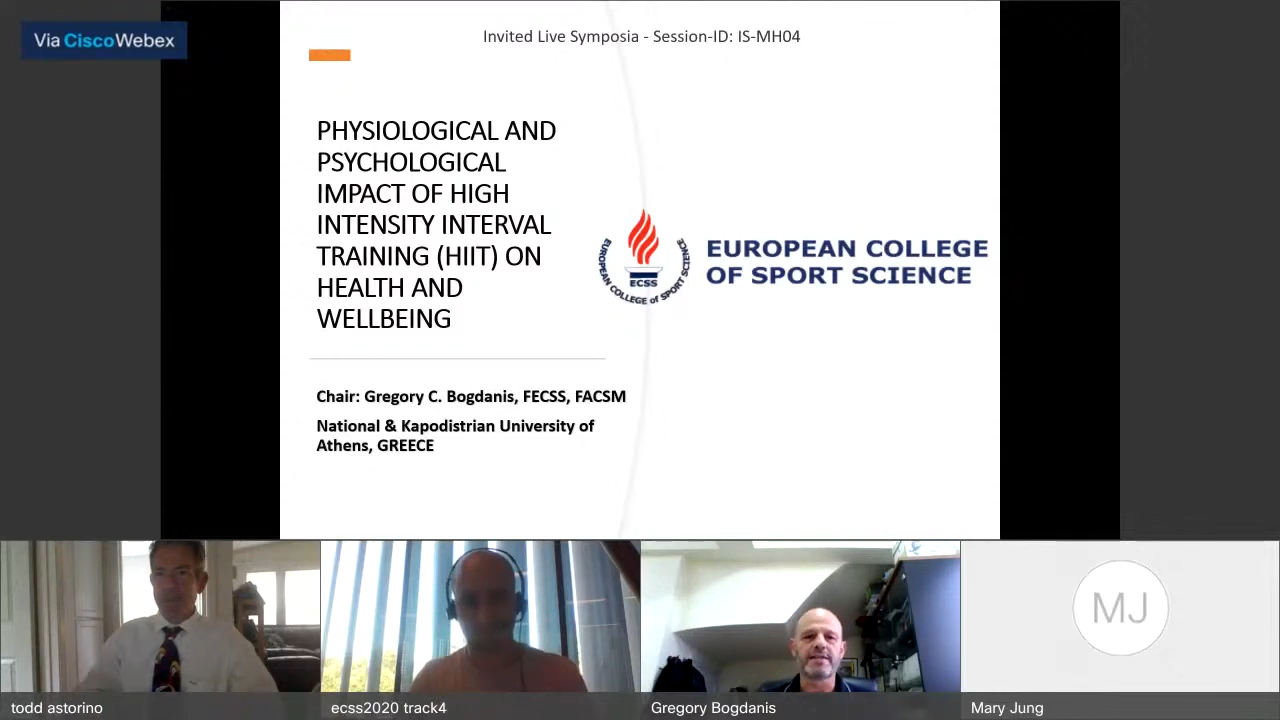 Via CiscoWebex
Invited Live Symposia - Session-ID: IS-MH04
PHYSIOLOGICAL AND
PSYCHOLOGICAL
IMPACT OF HIGH
INTENSITY INTERVAL
TRAINING (HIIT) ON
HEALTH AND
WELLBEING
EUROPEAN COLLEGE OF SPORT SCIENCE
ECSS
EUROPEAN COLLEGE
OF SPORT SCIENCE
Chair: Gregory C. Bogdanis, FECSS, FACSM
National & Kapodistrian University of
Athens, GREECE
MJ
todd astorino
ecss2020 track4
Gregory Bogdanis
Mary Jung